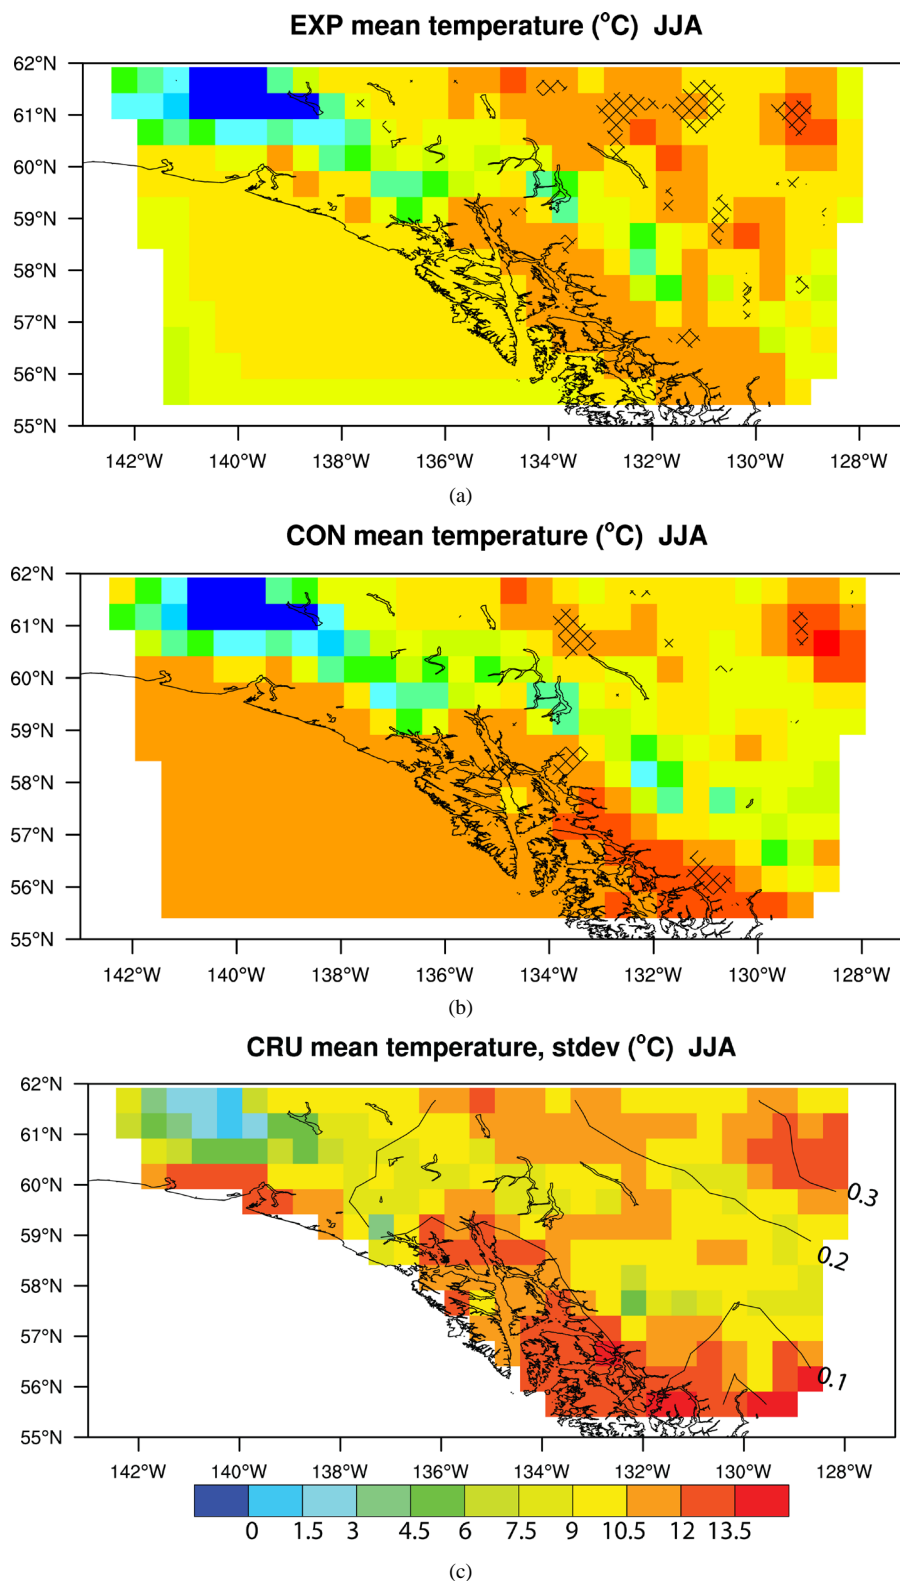 EXP mean temperature (°C) JJA
62°N
61°N
60°N
59°N
58°N
57°N
56°N
55°N
142°W 140°W 138°W 136°W 134°W 132°W 130°W 128°W
(a)
CON mean temperature (°C) JJA
62°N
61°N
60°N
59°N
58°N
57°N
56°N
55°N
142°W 140°W 138°W 136°W 134°W 132°W 130°W 128°W
(b)
CRU mean temperature, stdev (°C) JJA
62°N
61°N
60°N
0.3
59°N
0.2
58°N
57°N
0.1
56°N
55°N
142°W 140°W 138°W 136°W 134°W 132°W 130°W 128°W
0 1.5 3 4.5 6 7.5 9 10.5 12 13.5
(c)